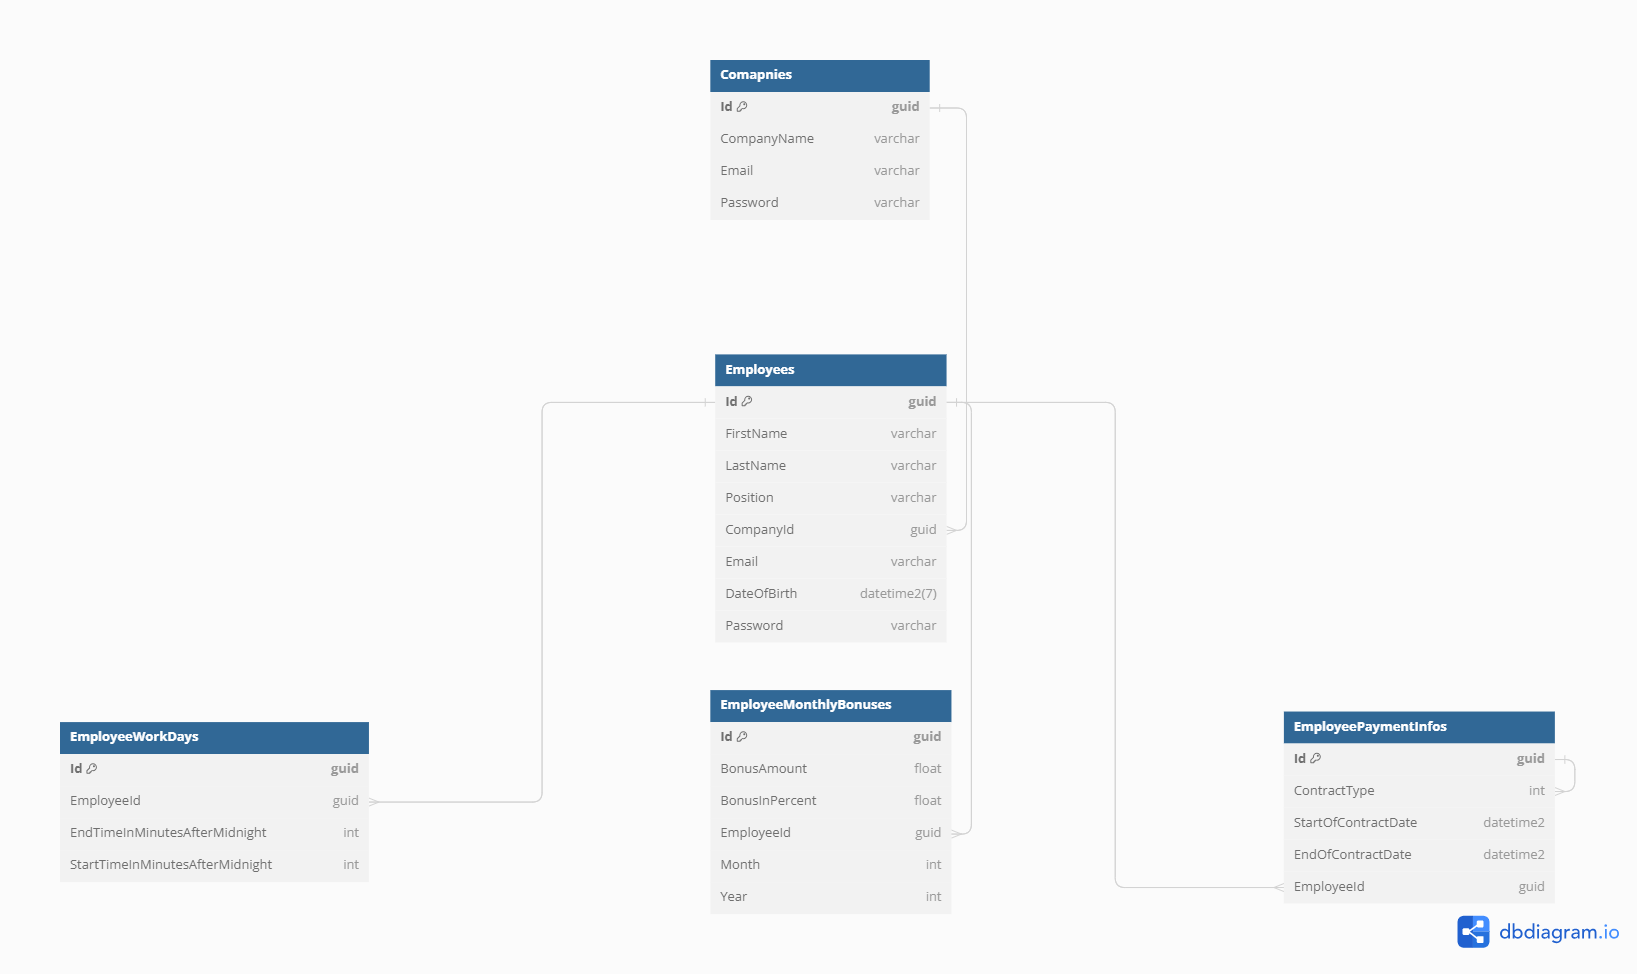 Comapnies
Id guid
CompanyName varchar
Email varchar
Password varchar
Employees
Id guid
FirstName varchar
LastName varchar
Position varchar
CompanyId guid
Email varchar
DateOfBirth datetime2(7)
Password varchar
EmployeeWorkDays
Id guid
EmployeeId guid
EndTimeInMinutesAfterMidnight int
StartTimeInMinutesAfterMidnight int
EmployeeMonthlyBonuses
Id guid
BonusAmount float
BonusInPercent float
EmployeeId guid
Month int
Year int
EmployeePaymentInfos
Id guid
ContractType int
StartOfContractDate datetime2
EndOfContractDate datetime2
EmployeeId guid
dbdiagram.io